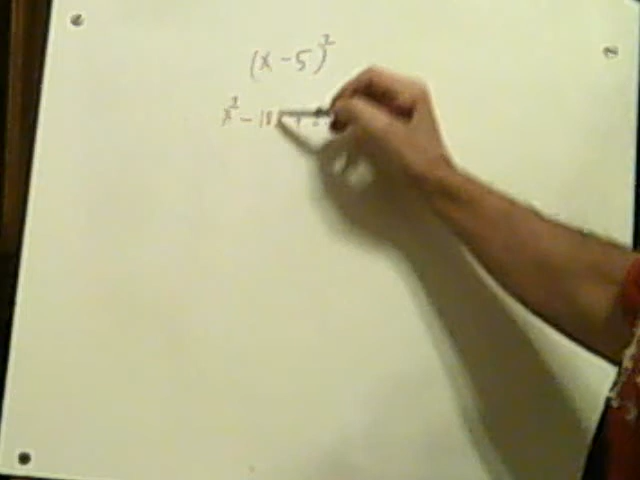 (x - 5)²
x² - 10